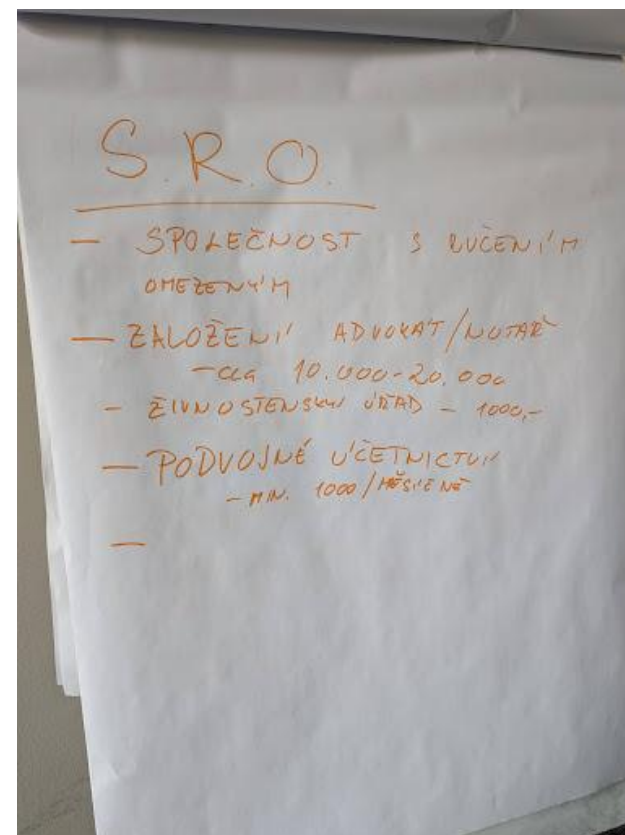 S.R.O.
— SPOLEČNOST S RUČENÍM
OMEZENÝM
— ZALOŽENÍ ADVOKÁT/NOTÁŘ
— CCA 10.000-20.000
- ŽIVNOSTENSKÝ ÚŘAD - 1000,-
— PODVOJNÉ ÚČETNICTVÍ
- MIN. 1000/MĚSÍČNĚ
—